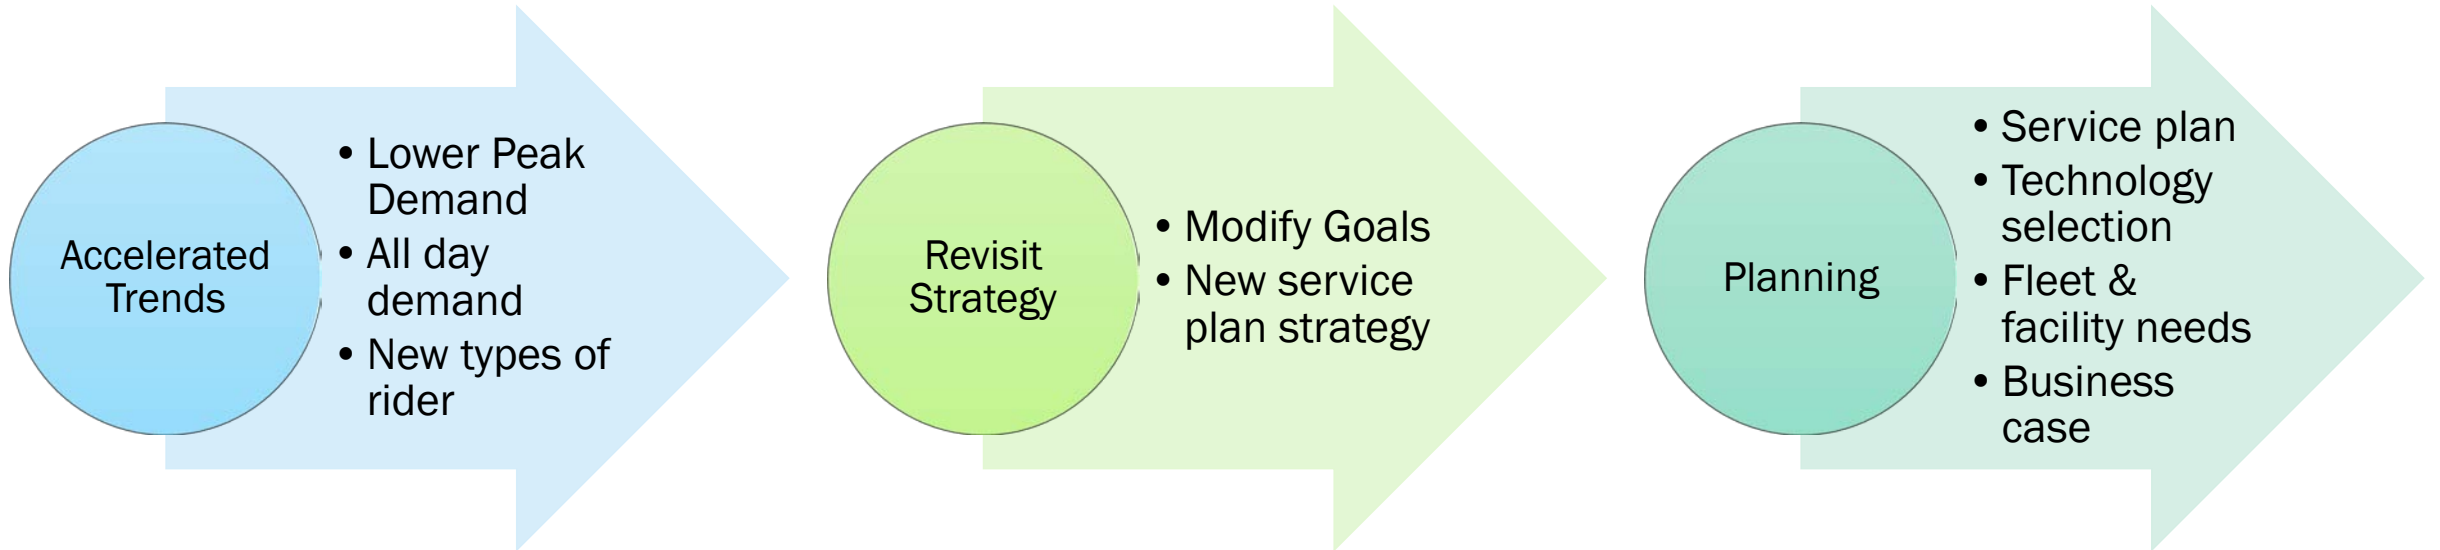 Accelerated
Trends
• Lower Peak
Demand
• All day
demand
• New types of
rider
Revisit
Strategy
• Modify Goals
• New service
plan strategy
Planning
• Service plan
• Technology
selection
• Fleet &
facility needs
• Business
case